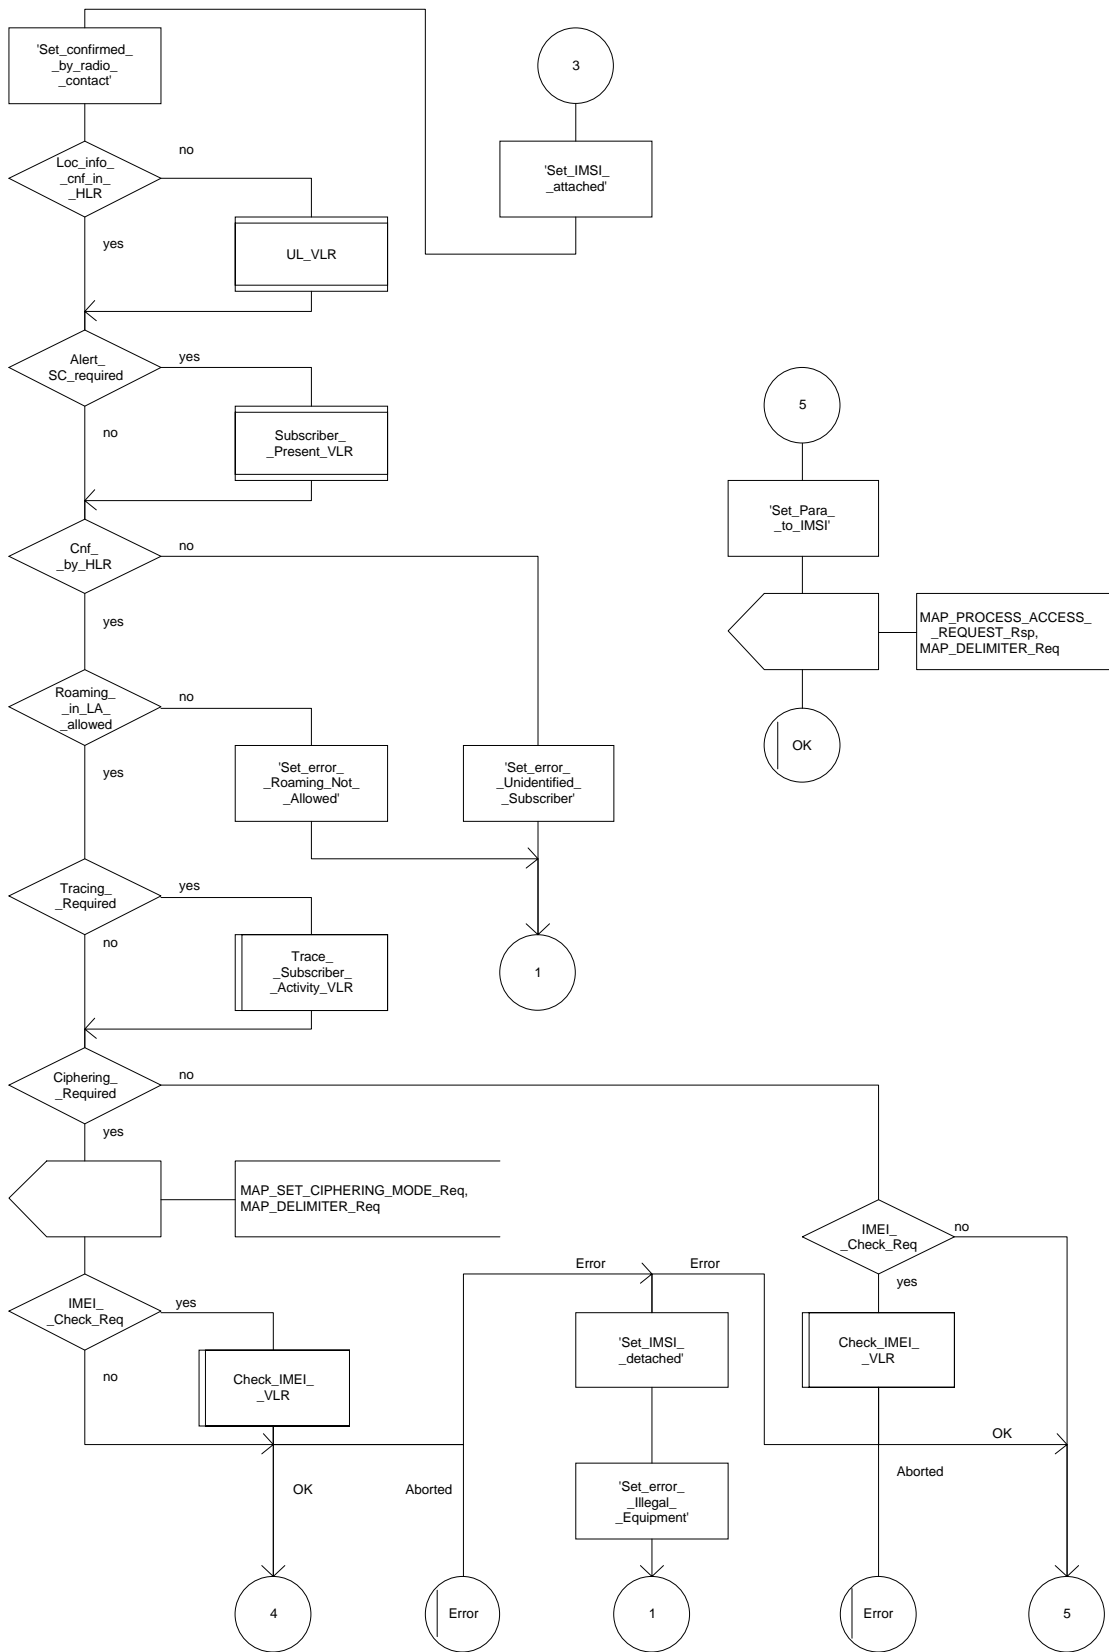 'Set_confirmed_
_by_radio_
_contact'
3
Loc_info_
_cnf_in_
_HLR
no
'Set_IMSI_
_attached'
yes
UL_VLR
Alert_
SC_required
yes
no
Subscriber_
_Present_VLR
5
'Set_Para_
_to_IMSI'
Cnf_
_by_HLR
no
yes
MAP_PROCESS_ACCESS_
_REQUEST_Rsp,
MAP_DELIMITER_Req
Roaming_
_in_LA_
_allowed
no
yes
OK
'Set_error_
_Roaming_Not_
_Allowed'
'Set_error_
_Unidentified_
_Subscriber'
Tracing_
_Required
yes
no
Trace_
_Subscriber_
_Activity_VLR
1
Ciphering_
_Required
no
yes
MAP_SET_CIPHERING_MODE_Req,
MAP_DELIMITER_Req
IMEI_
_Check_Req
no
yes
Error
Error
IMEI_
_Check_Req
yes
no
Check_IMEI_
_VLR
'Set_IMSI_
_detached'
Check_IMEI_
_VLR
OK
Aborted
OK
Aborted
'Set_error_
_Illegal_
_Equipment'
4
Error
1
Error
5